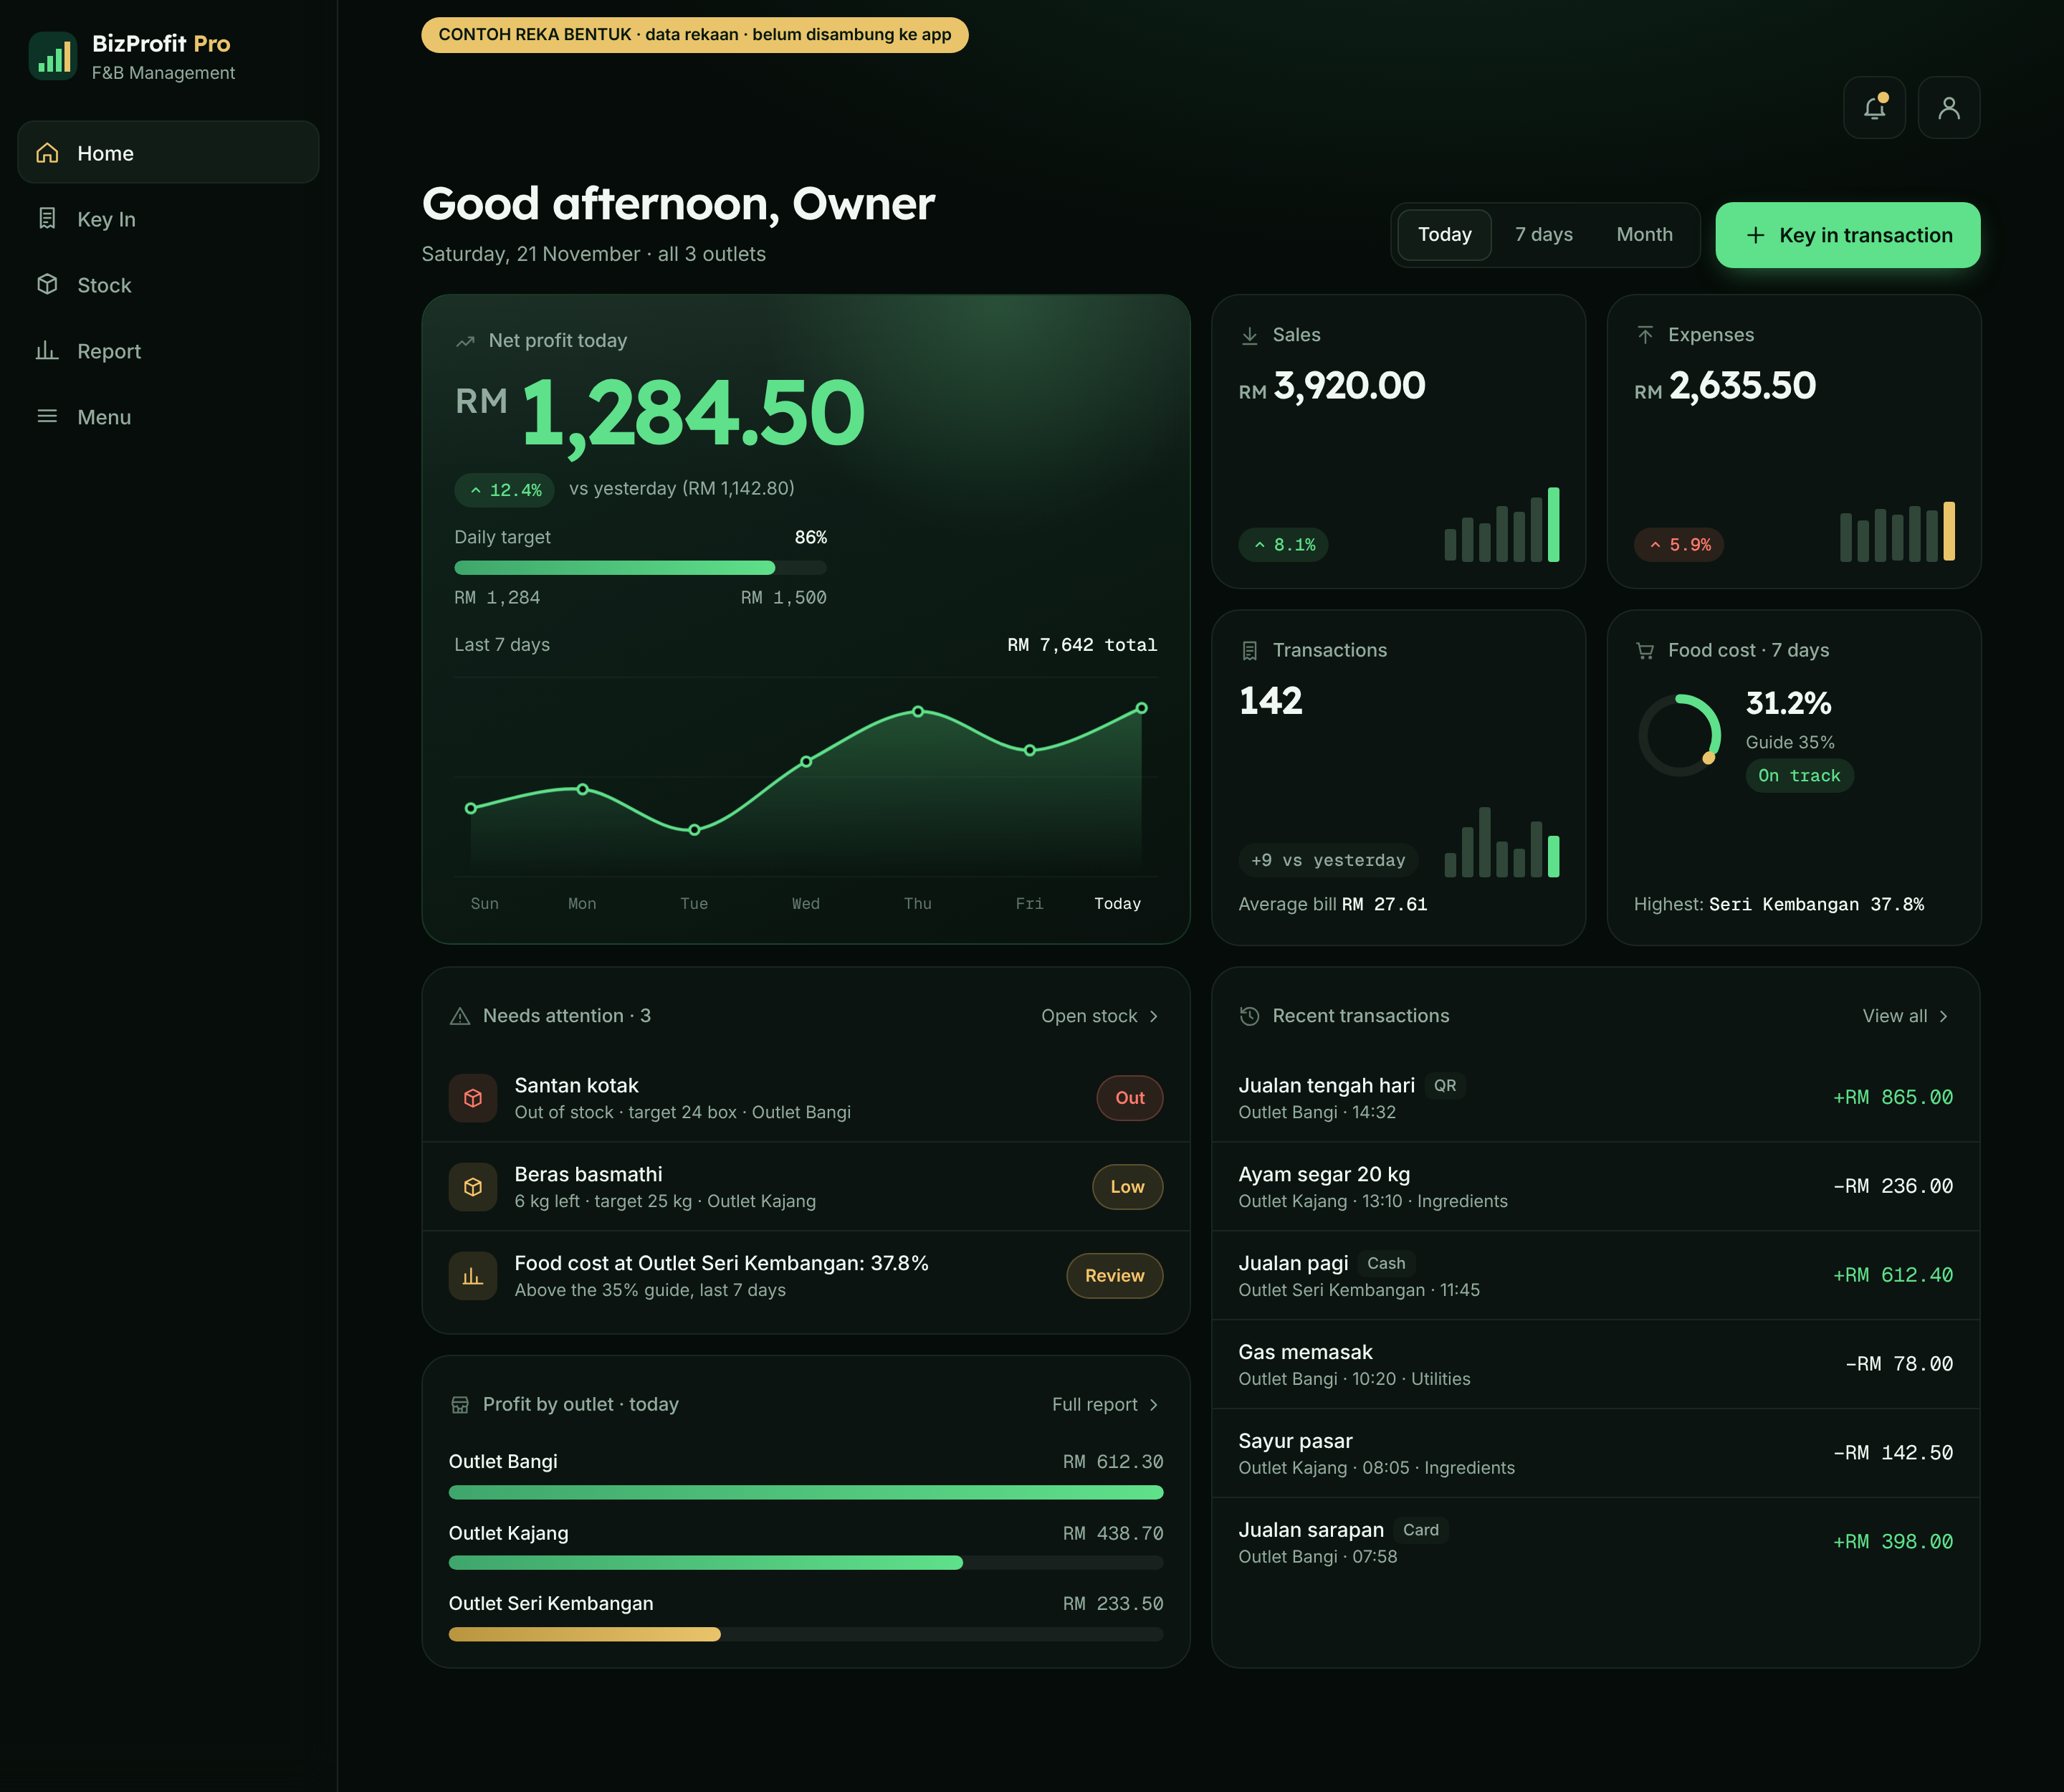 BizProfit Pro
F&B Management
Home
Key In
Stock
Report
Menu
CONTOH REKA BENTUK · data rekaan · belum disambung ke app
Good afternoon, Owner
Saturday, 21 November · all 3 outlets
Today
7 days
Month
Key in transaction
Net profit today
RM 1,284.50
12.4% vs yesterday (RM 1,142.80)
Daily target 86%
RM 1,284 RM 1,500
Last 7 days RM 7,642 total
Sun Mon Tue Wed Thu Fri Today
Sales
RM 3,920.00
8.1%
Expenses
RM 2,635.50
5.9%
Transactions
142
+9 vs yesterday
Average bill RM 27.61
Food cost · 7 days
31.2%
Guide 35%
On track
Highest: Seri Kembangan 37.8%
Needs attention · 3 Open stock
Santan kotak
Out of stock · target 24 box · Outlet Bangi
Out
Beras basmathi
6 kg left · target 25 kg · Outlet Kajang
Low
Food cost at Outlet Seri Kembangan: 37.8%
Above the 35% guide, last 7 days
Review
Profit by outlet · today Full report
Outlet Bangi RM 612.30
Outlet Kajang RM 438.70
Outlet Seri Kembangan RM 233.50
Recent transactions View all
Jualan tengah hari QR
Outlet Bangi · 14:32
+RM 865.00
Ayam segar 20 kg
Outlet Kajang · 13:10 · Ingredients
−RM 236.00
Jualan pagi Cash
Outlet Seri Kembangan · 11:45
+RM 612.40
Gas memasak
Outlet Bangi · 10:20 · Utilities
−RM 78.00
Sayur pasar
Outlet Kajang · 08:05 · Ingredients
−RM 142.50
Jualan sarapan Card
Outlet Bangi · 07:58
+RM 398.00